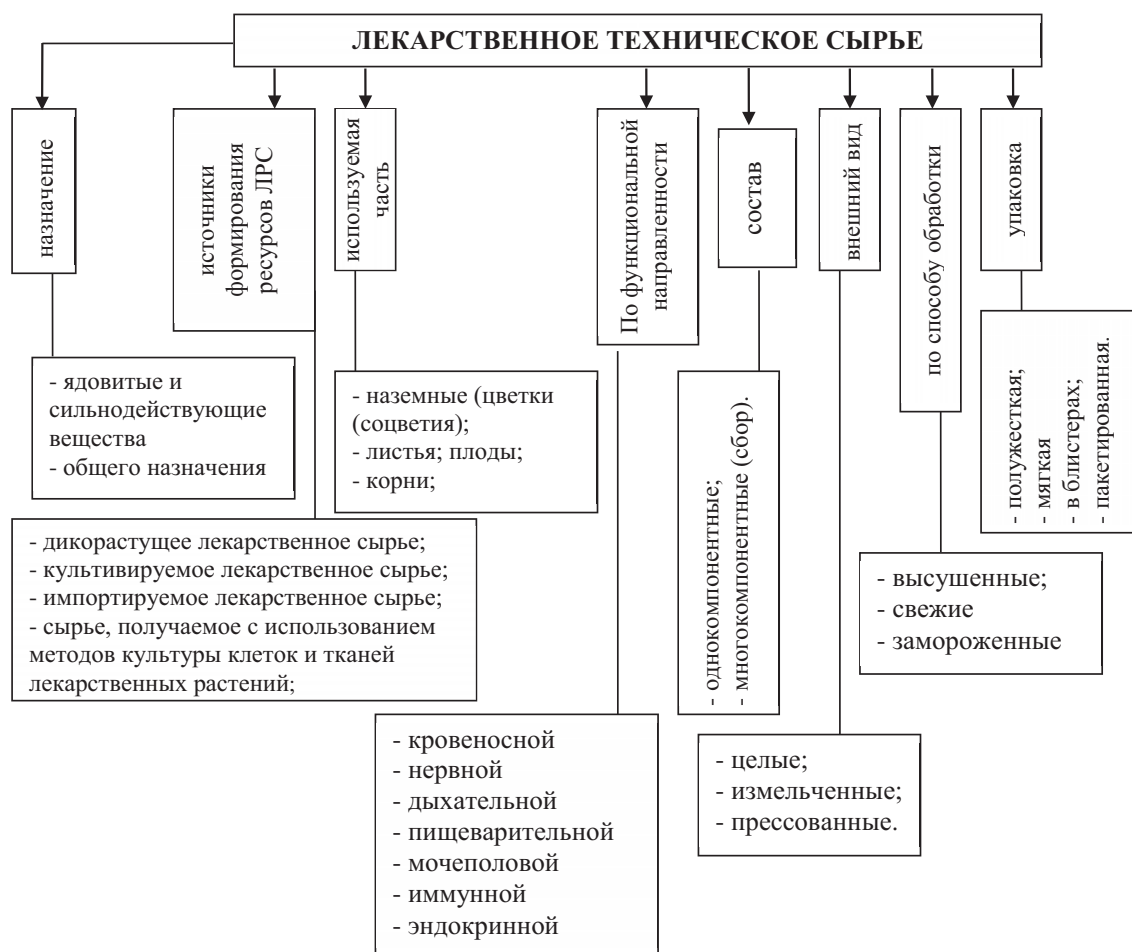 ЛЕКАРСТВЕННОЕ ТЕХНИЧЕСКОЕ СЫРЬЕ
назначение
источники
формирования
ресурсов ЛРС
используемая
часть
По функциональной
направленности
состав
внешний вид
по способу обработки
упаковка
- ядовитые и
сильнодействующие
вещества
- общего назначения
- наземные (цветки
(соцветия);
- листья; плоды;
- корни;
- однокомпонентные;
- многокомпонентные (сбор).
- полужесткая;
- мягкая
- в блистерах;
- пакетированная.
- дикорастущее лекарственное сырье;
- культивируемое лекарственное сырье;
- импортируемое лекарственное сырье;
- сырье, получаемое с использованием
методов культуры клеток и тканей
лекарственных растений;
- высушенные;
- свежие
- замороженные
- кровеносной
- нервной
- дыхательной
- пищеварительной
- мочеполовой
- иммунной
- эндокринной
- целые;
- измельченные;
- прессованные.